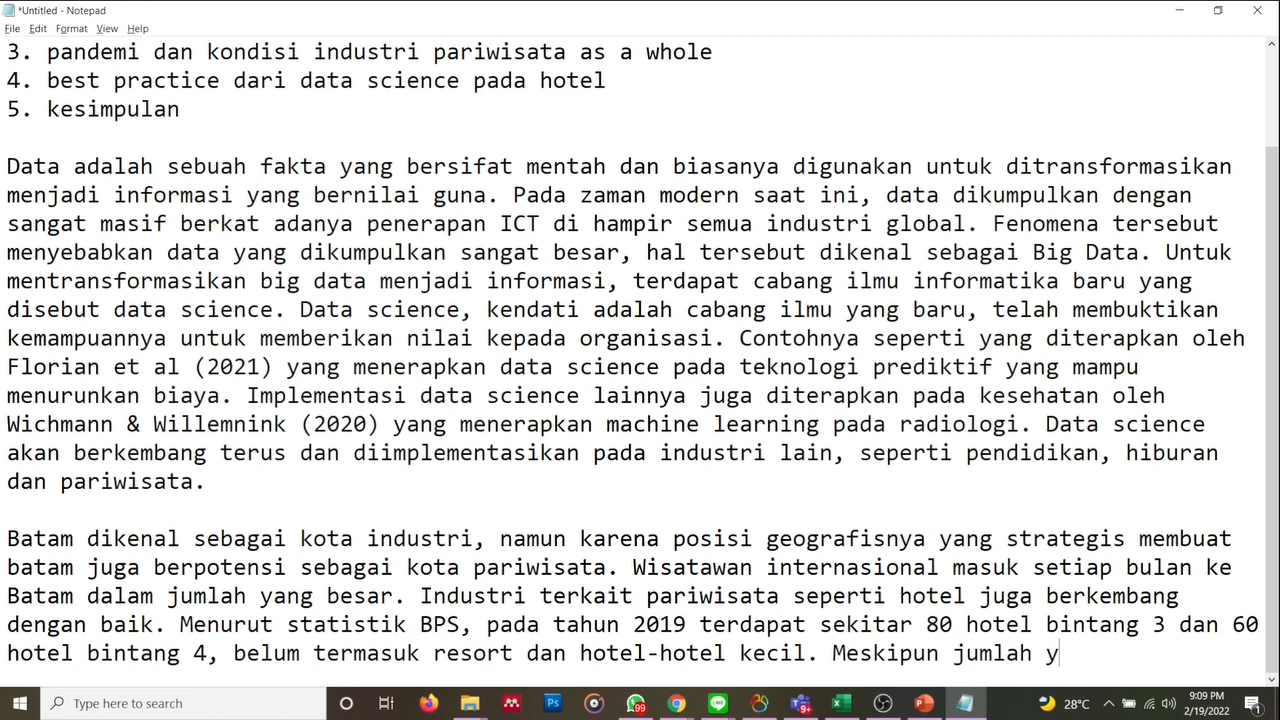 *Untitled - Notepad
File Edit Format View Help
3. pandemi dan kondisi industri pariwisata as a whole
4. best practice dari data science pada hotel
5. kesimpulan
Data adalah sebuah fakta yang bersifat mentah dan biasanya digunakan untuk ditransformasikan
menjadi informasi yang bernilai guna. Pada zaman modern saat ini, data dikumpulkan dengan
sangat masif berkat adanya penerapan ICT di hampir semua industri global. Fenomena tersebut
menyebabkan data yang dikumpulkan sangat besar, hal tersebut dikenal sebagai Big Data. Untuk
mentransformasikan big data menjadi informasi, terdapat cabang ilmu informatika baru yang
disebut data science. Data science, kendati adalah cabang ilmu yang baru, telah membuktikan
kemampuannya untuk memberikan nilai kepada organisasi. Contohnya seperti yang diterapkan oleh
Florian et al (2021) yang menerapkan data science pada teknologi prediktif yang mampu
menurunkan biaya. Implementasi data science lainnya juga diterapkan pada kesehatan oleh
Wichmann & Willemnink (2020) yang menerapkan machine learning pada radiologi. Data science
akan berkembang terus dan diimplementasikan pada industri lain, seperti pendidikan, hiburan
dan pariwisata.
Batam dikenal sebagai kota industri, namun karena posisi geografisnya yang strategis membuat
batam juga berpotensi sebagai kota pariwisata. Wisatawan internasional masuk setiap bulan ke
Batam dalam jumlah yang besar. Industri terkait pariwisata seperti hotel juga berkembang
dengan baik. Menurut statistik BPS, pada tahun 2019 terdapat sekitar 80 hotel bintang 3 dan 60
hotel bintang 4, belum termasuk resort dan hotel-hotel kecil. Meskipun jumlah y
Type here to search
99
9+
28°C
9:09 PM
2/19/2022
1